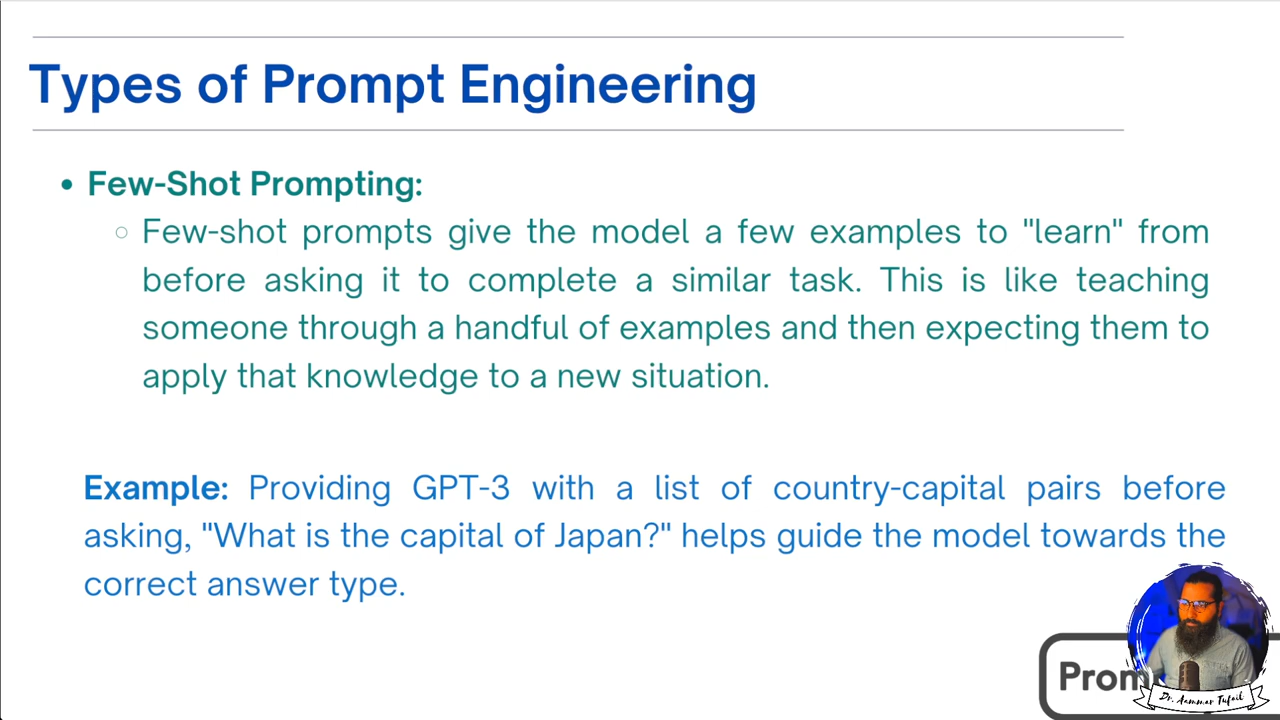 Types of Prompt Engineering
• Few-Shot Prompting:
○ Few-shot prompts give the model a few examples to "learn" from
before asking it to complete a similar task. This is like teaching
someone through a handful of examples and then expecting them to
apply that knowledge to a new situation.
Example: Providing GPT-3 with a list of country-capital pairs before
asking, "What is the capital of Japan?" helps guide the model towards the
correct answer type.
Prom
Dr. Aammar Tufail